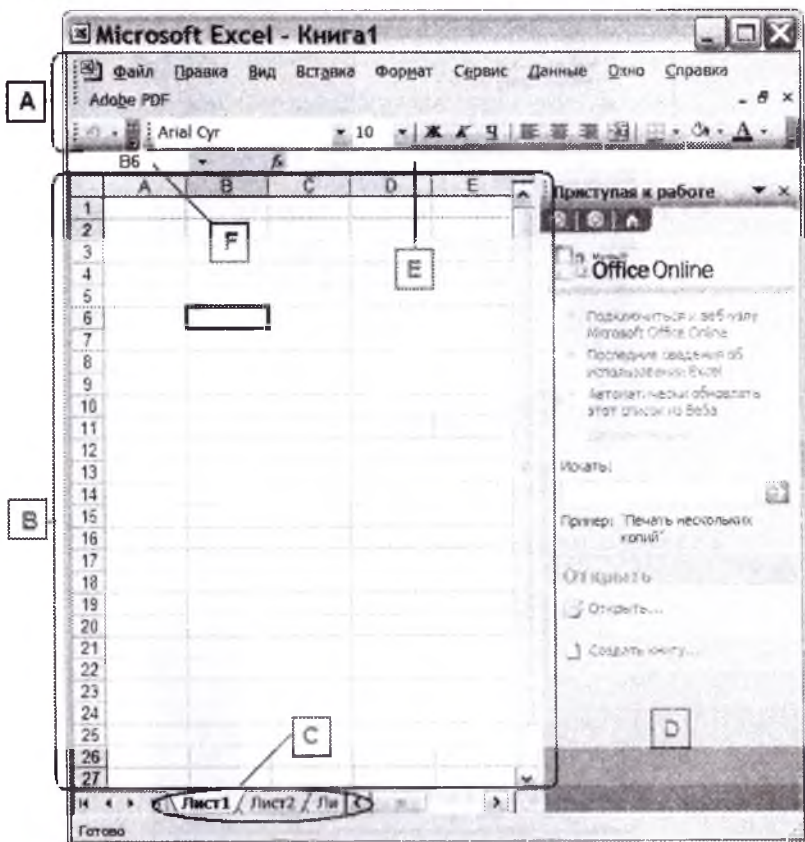 Microsoft Excel - Книга1
Файл Правка Вид Вставка Формат Сервис Данные Окно Справка
Adobe PDF
A
Arial Cyr 10 Ж К Ч А
B6 fx
A B C D E
Приступая к работе
1
2
F
3
E
Office Online
4
5
6
Подключиться к веб-узлу
Microsoft Office Online
7
8
Последние сведения об
использовании Excel
9
10
Автоматически обновлять
этот список из Веба
11
12
Искать:
13
14
B
15
Пример: "Печать нескольких
копий"
16
17
18
Открыть
19
Открыть...
20
21
Создать книгу...
22
23
24
C
D
25
26
27
Лист1 Лист2 Ли
Готово